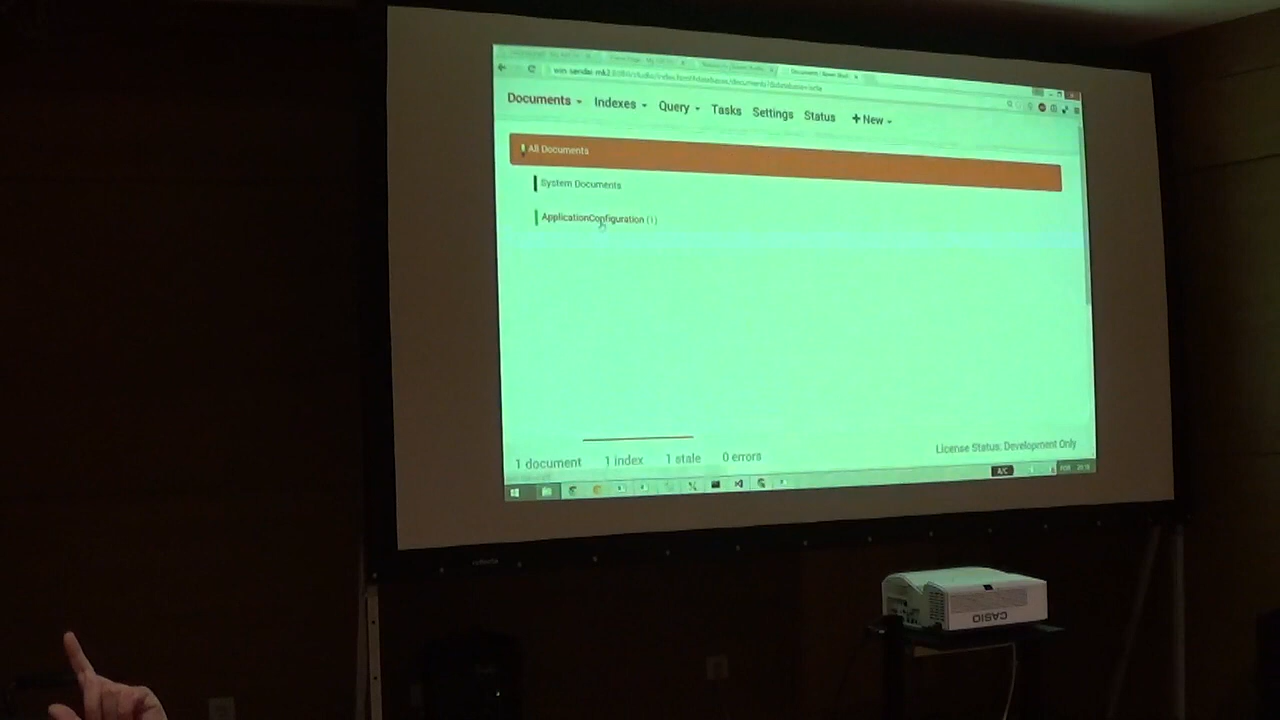 Documents Indexes Query Tasks Settings Status + New
All Documents
System Documents
ApplicationConfiguration (1)
1 document 1 index 1 stale 0 errors
License Status: Development Only
A/C
CASIO